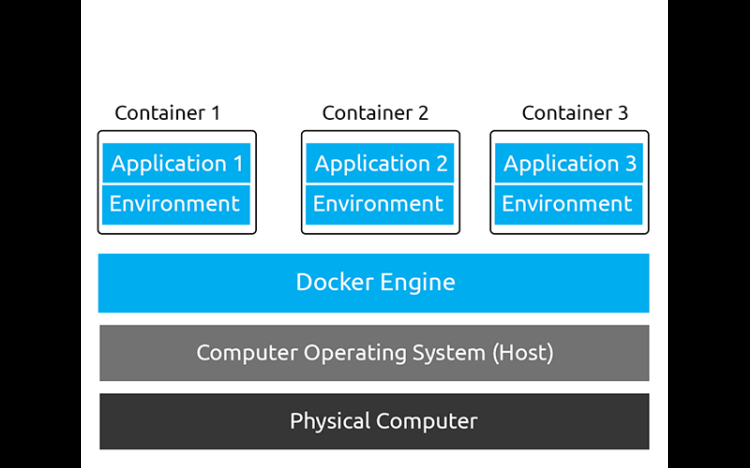 Container 1
Container 2
Container 3
Application 1
Application 2
Application 3
Environment
Environment
Environment
Docker Engine
Computer Operating System (Host)
Physical Computer